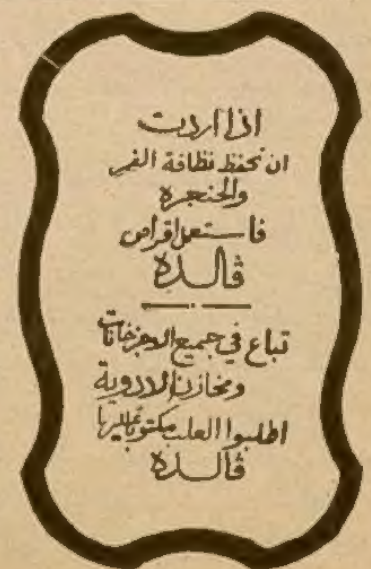 اذا اردت
ان تحفظ نظافة الفم
والحنجرة
فاستعمل اقراص
ڤالده
تباع في جميع الاجزخانات
ومخازن الادوية
اطلبوا العلب مكتوبا عليها
ڤالده